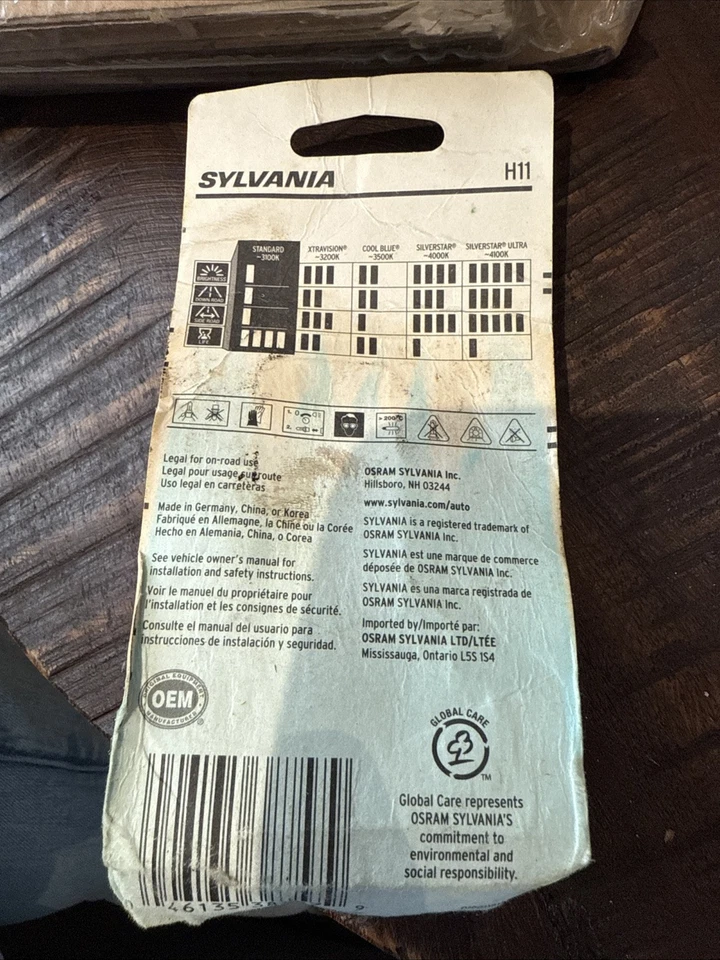 SYLVANIA
H11
STANDARD XTRAVISION® COOL BLUE® SILVERSTAR® SILVERSTAR® ULTRA
~3100K ~3200K ~3500K ~4000K ~4100K
BRIGHTNESS
DOWN ROAD
SIDE ROAD
LIFE
1. 0
2.
>200°C
Legal for on-road use
Legal pour usage sur route
Uso legal en carreteras
Made in Germany, China, or Korea
Fabriqué en Allemagne, la Chine ou la Corée
Hecho en Alemania, China, o Corea
See vehicle owner's manual for
installation and safety instructions.
Voir le manuel du propriétaire pour
l'installation et les consignes de sécurité.
Consulte el manual del usuario para
instrucciones de instalación y seguridad.
OSRAM SYLVANIA Inc.
Hillsboro, NH 03244
www.sylvania.com/auto
SYLVANIA is a registered trademark of
OSRAM SYLVANIA Inc.
SYLVANIA est une marque de commerce
déposée de OSRAM SYLVANIA Inc.
SYLVANIA es una marca registrada de
OSRAM SYLVANIA Inc.
Imported by/Importé par:
OSRAM SYLVANIA LTD/LTÉE
Mississauga, Ontario L5S 1S4
ORIGINAL EQUIPMENT
OEM
MANUFACTURER
®
GLOBAL CARE
TM
Global Care represents
OSRAM SYLVANIA'S
commitment to
environmental and
social responsibility.
46135 9